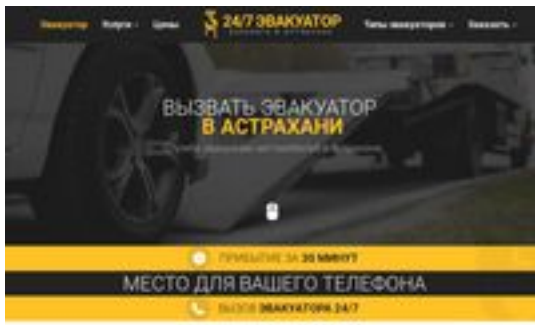 Эвакуатор Услуги Цены 24/7 ЭВАКУАТОР Типы эвакуаторов Заказать
ВЫЗВАТЬ ЭВАКУАТОР
В АСТРАХАНИ
ПРИБЫТИЕ ЗА 30 МИНУТ
МЕСТО ДЛЯ ВАШЕГО ТЕЛЕФОНА
ВЫЗОВ ЭВАКУАТОРА 24/7